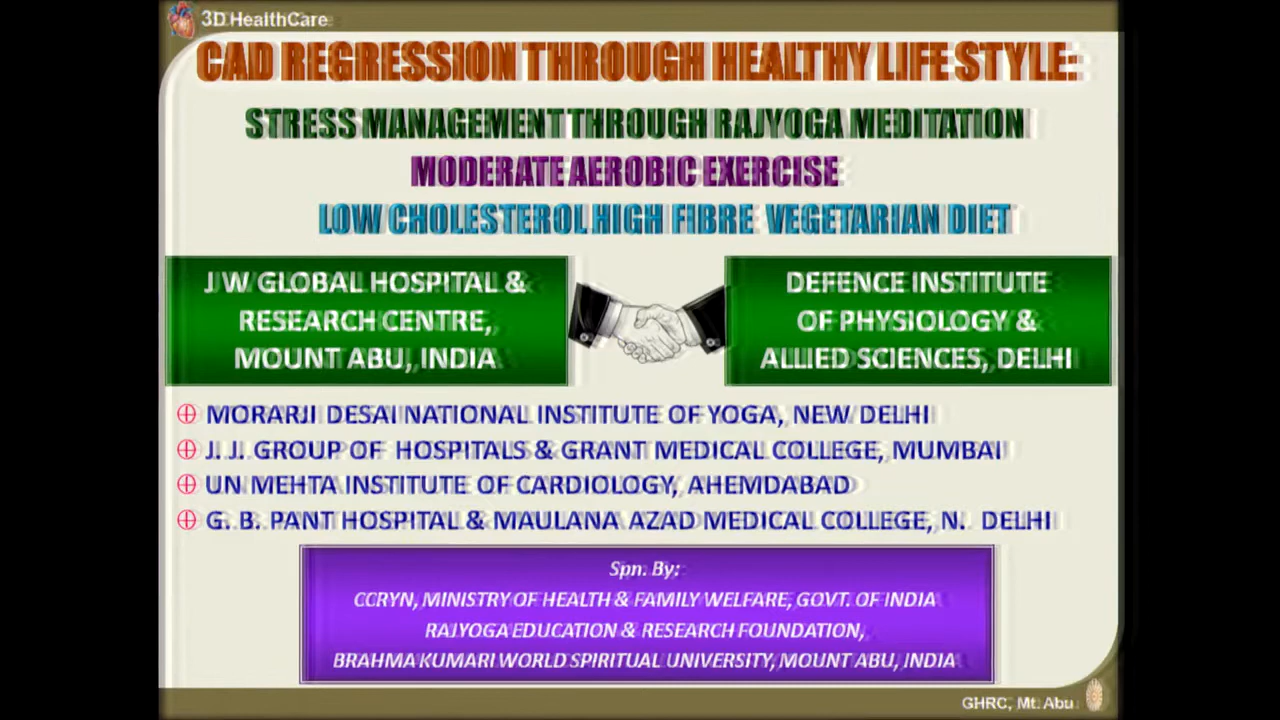 3D HealthCare
CAD REGRESSION THROUGH HEALTHY LIFE STYLE:
STRESS MANAGEMENT THROUGH RAJYOGA MEDITATION
MODERATE AEROBIC EXERCISE
LOW CHOLESTEROL HIGH FIBRE VEGETARIAN DIET
J W GLOBAL HOSPITAL &
RESEARCH CENTRE,
MOUNT ABU, INDIA
DEFENCE INSTITUTE
OF PHYSIOLOGY &
ALLIED SCIENCES, DELHI
MORARJI DESAI NATIONAL INSTITUTE OF YOGA, NEW DELHI
J. J. GROUP OF HOSPITALS & GRANT MEDICAL COLLEGE, MUMBAI
UN MEHTA INSTITUTE OF CARDIOLOGY, AHEMDABAD
G. B. PANT HOSPITAL & MAULANA AZAD MEDICAL COLLEGE, N. DELHI
Spn. By:
CCRYN, MINISTRY OF HEALTH & FAMILY WELFARE, GOVT. OF INDIA
RAJYOGA EDUCATION & RESEARCH FOUNDATION,
BRAHMA KUMARI WORLD SPIRITUAL UNIVERSITY, MOUNT ABU, INDIA
GHRC, Mt. Abu